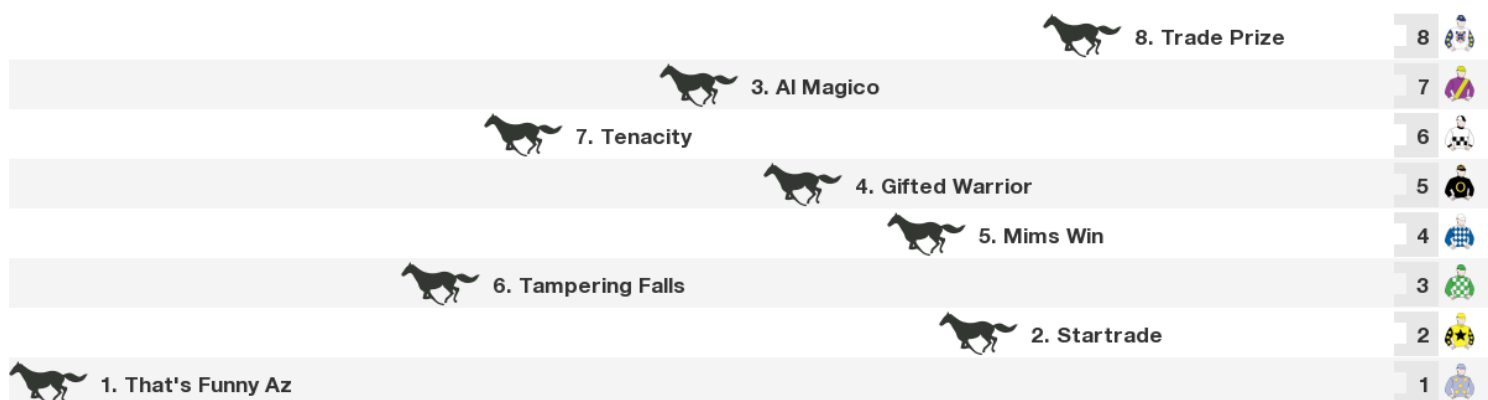 8. Trade Prize 8
3. Al Magico 7
7. Tenacity 6
4. Gifted Warrior 5
5. Mims Win 4
6. Tampering Falls 3
2. Startrade 2
1. That's Funny Az 1